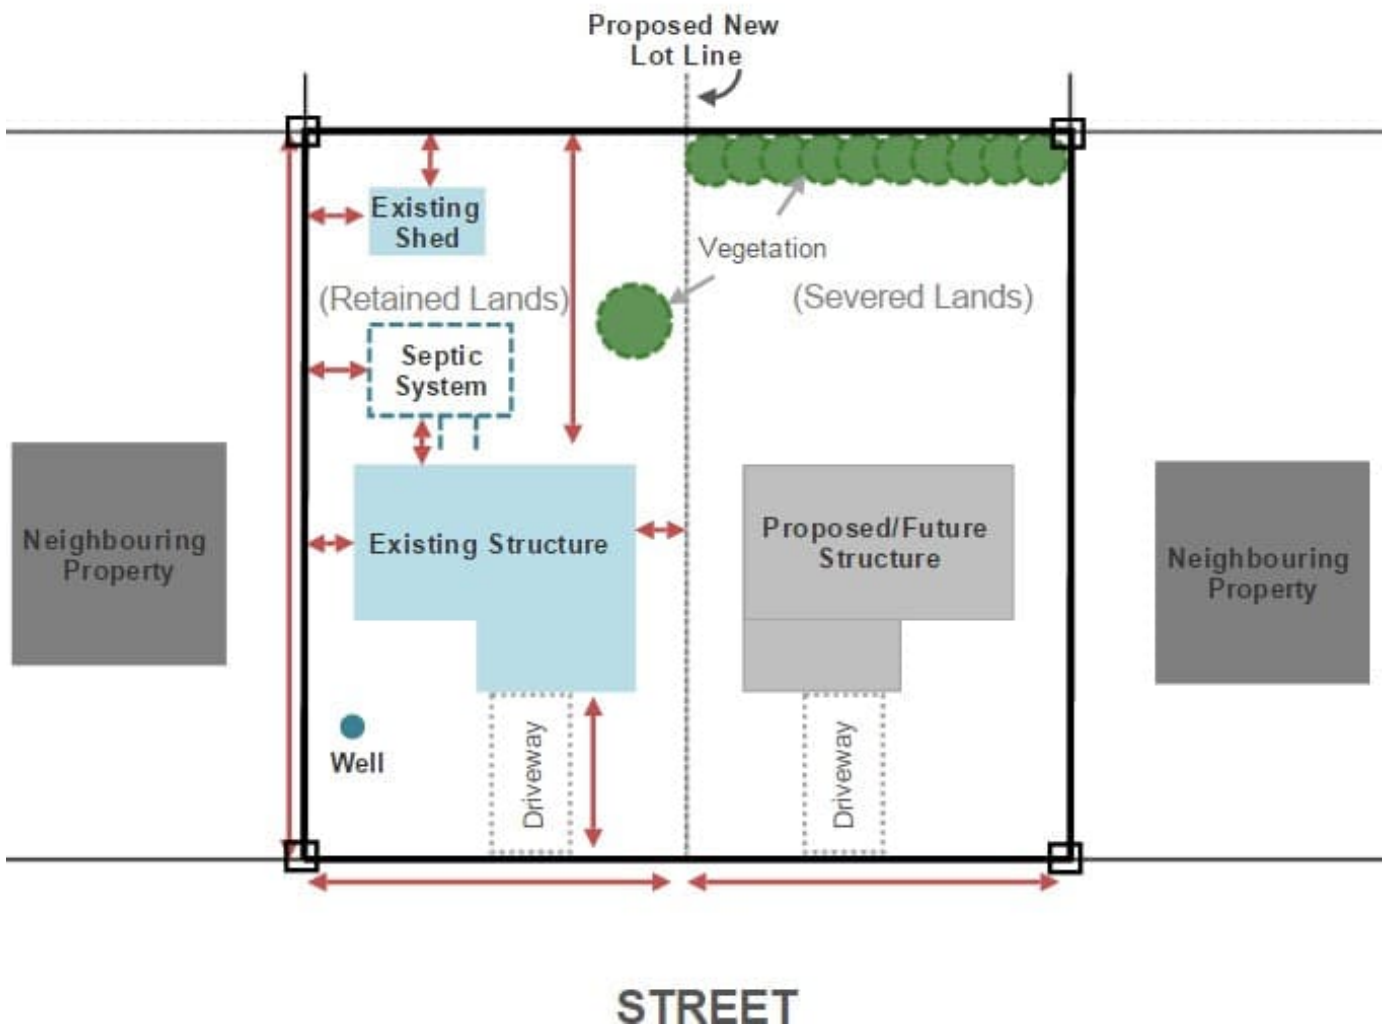 Proposed New
Lot Line
Existing
Shed
Vegetation
(Retained Lands)
(Severed Lands)
Septic
System
Neighbouring
Property
Existing Structure
Proposed/Future
Structure
Neighbouring
Property
Well
Driveway
Driveway
STREET